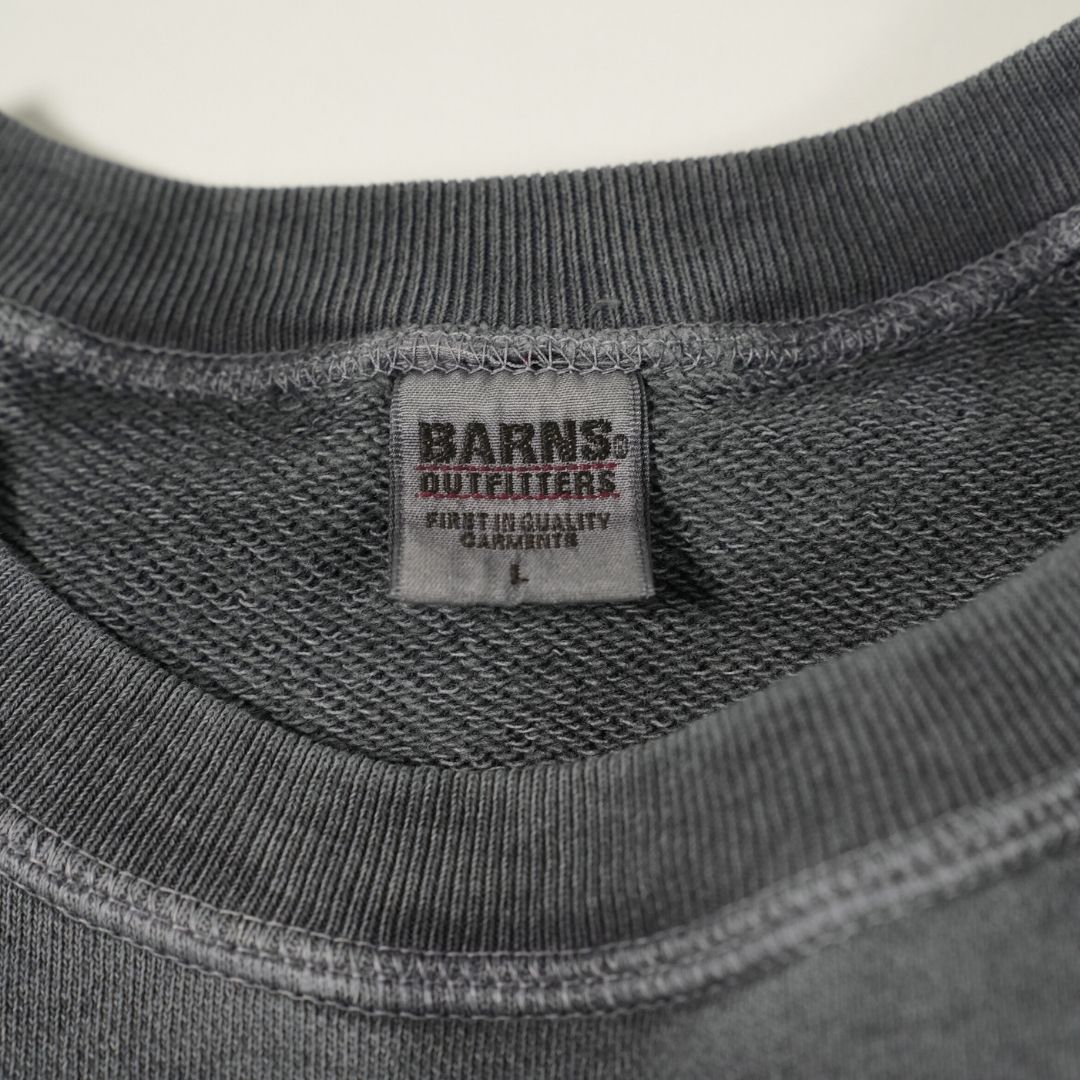 BARNS®
OUTFITTERS
FIRST IN QUALITY
GARMENTS
L